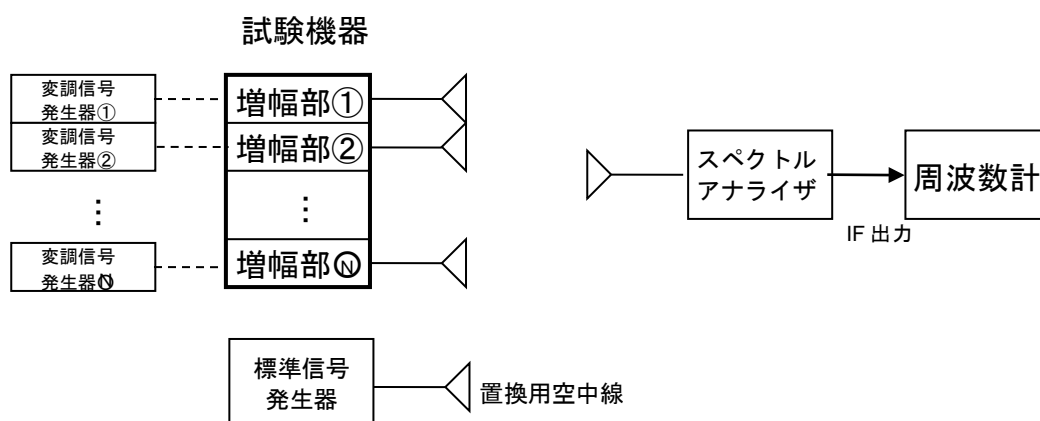 試験機器
変調信号
発生器①
増幅部①
変調信号
発生器②
増幅部②
⋮
⋮
変調信号
発生器Ⓝ
増幅部Ⓝ
スペクトル
アナライザ
周波数計
IF 出力
標準信号
発生器
置換用空中線